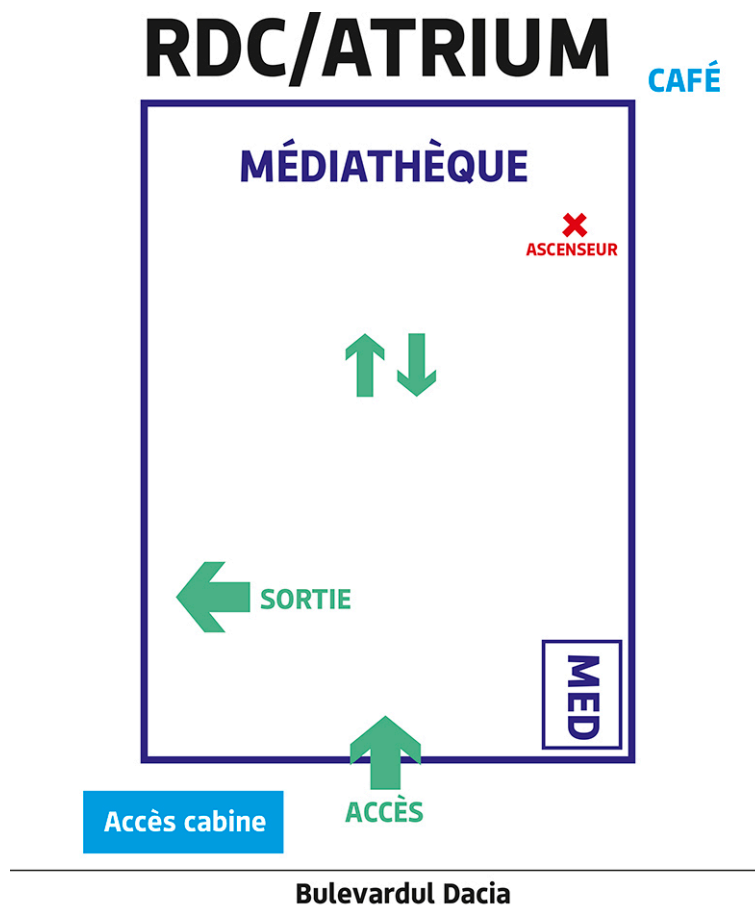 RDC/ATRIUM
CAFÉ
MÉDIATHÈQUE
ASCENSEUR
SORTIE
MED
ACCÈS
Accès cabine
Bulevardul Dacia